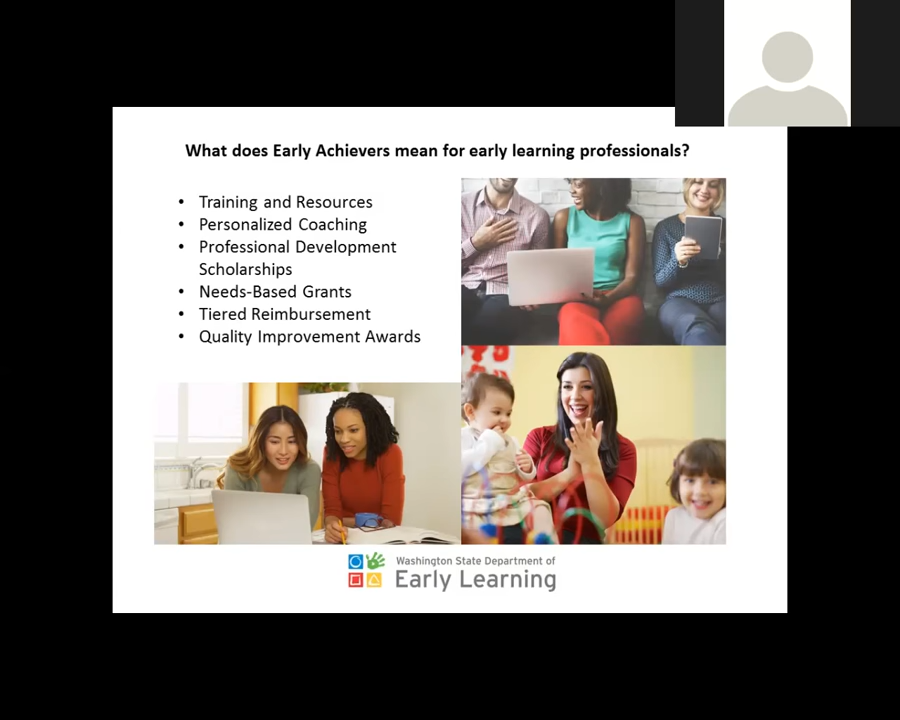 What does Early Achievers mean for early learning professionals?
• Training and Resources
• Personalized Coaching
• Professional Development
Scholarships
• Needs-Based Grants
• Tiered Reimbursement
• Quality Improvement Awards
Washington State Department of
Early Learning